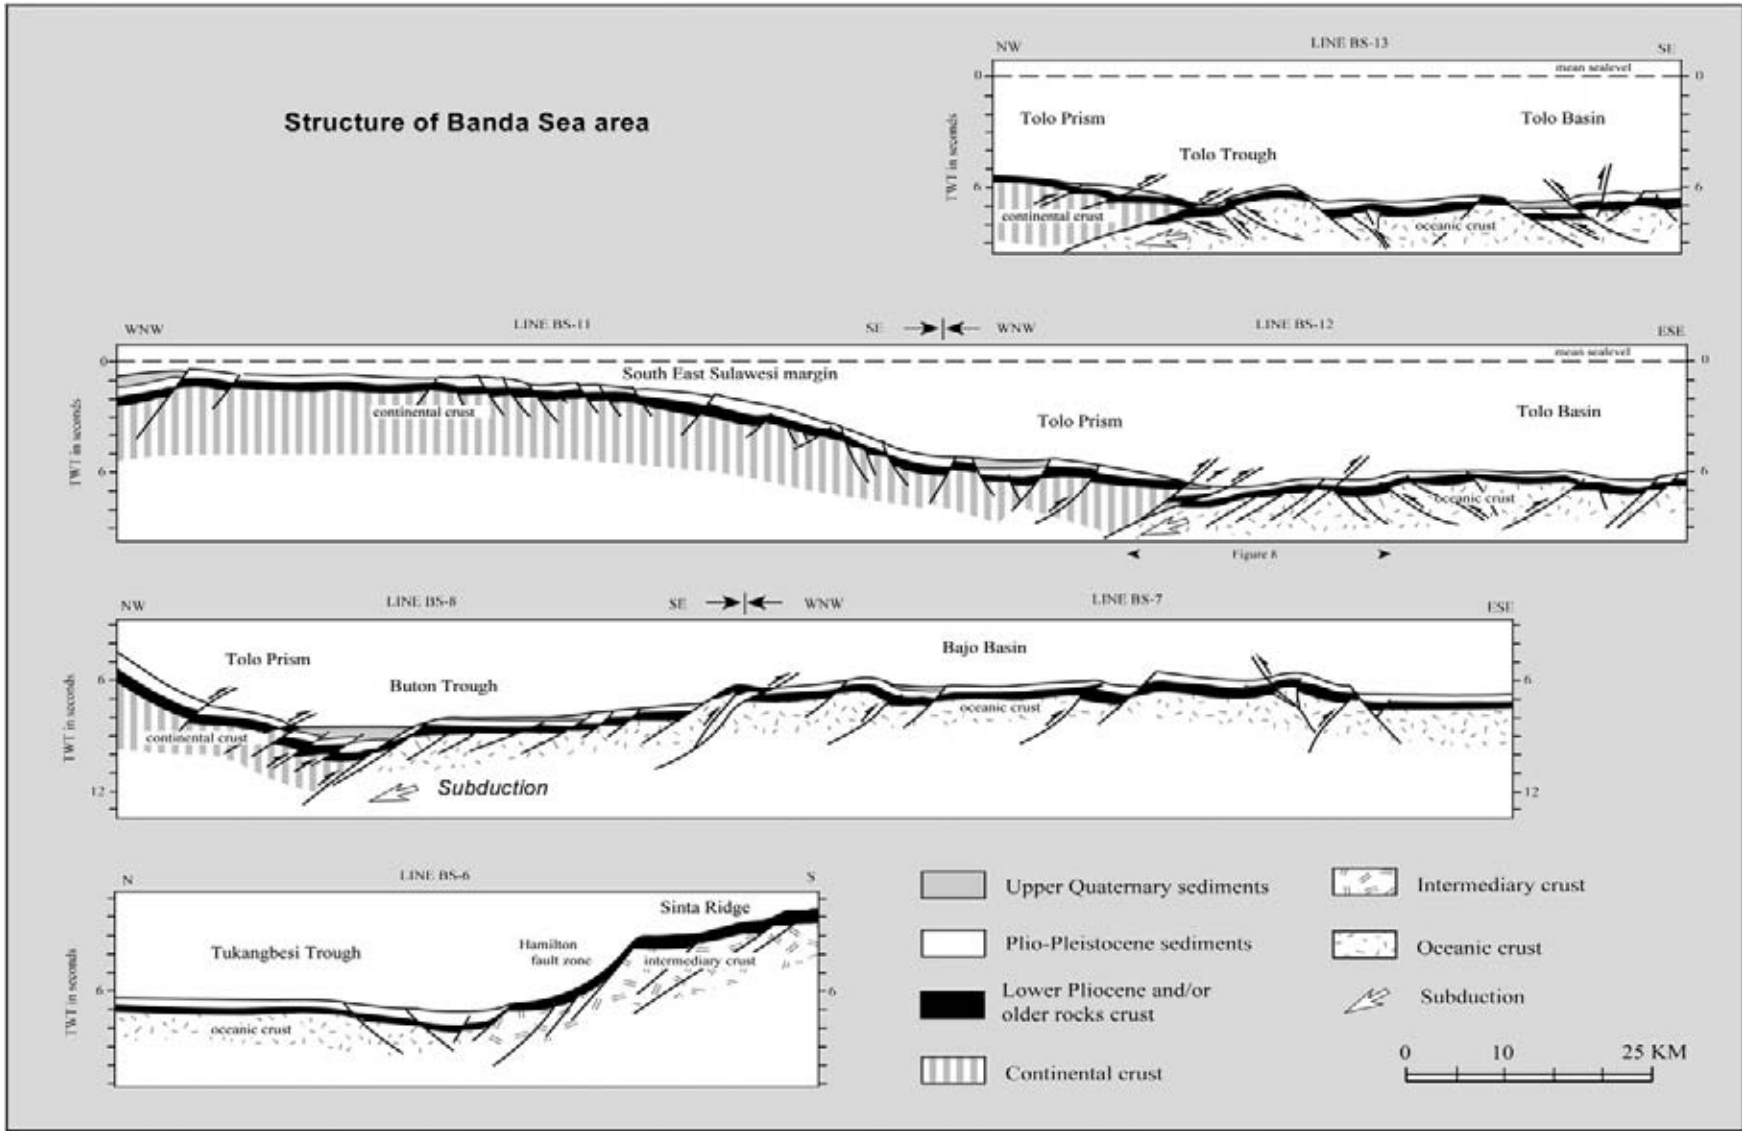 Structure of Banda Sea area
NW LINE BS-13 SE
mean sealevel
0 0
Tolo Prism Tolo Basin
Tolo Trough
TWT in seconds
6 6
continental crust
oceanic crust
WNW LINE BS-11 SE WNW LINE BS-12 ESE
mean sealevel
0 0
South East Sulawesi margin
continental crust
Tolo Prism Tolo Basin
TWT in seconds
6 6
oceanic crust
Figure 8
NW LINE BS-8 SE WNW LINE BS-7 ESE
Tolo Prism Bajo Basin
Buton Trough
6 6
TWT in seconds
continental crust
oceanic crust
Subduction
12 12
N LINE BS-6 S
Sinta Ridge
Tukangbesi Trough
Hamilton
fault zone
intermediary crust
TWT in seconds
6 6
oceanic crust
Upper Quaternary sediments
Plio-Pleistocene sediments
Lower Pliocene and/or
older rocks crust
Continental crust
Intermediary crust
Oceanic crust
Subduction
0 10 25 KM